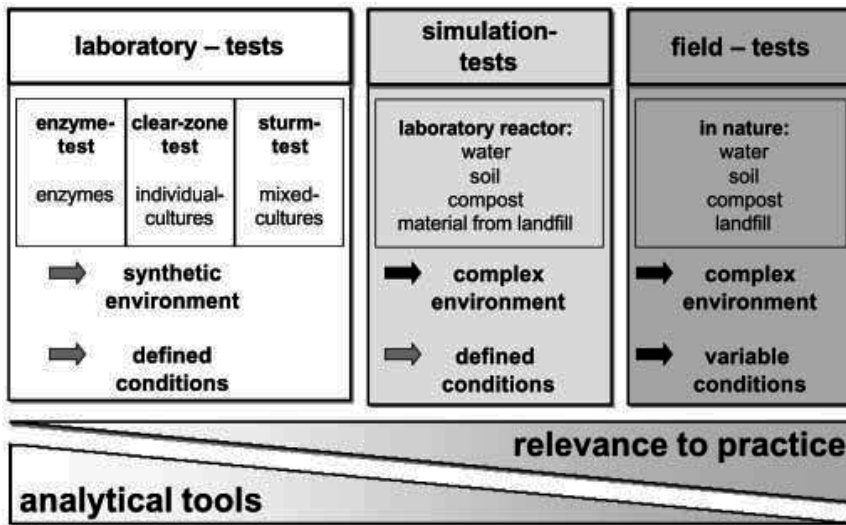 laboratory – tests
enzyme-
test
enzymes
clear-zone
test
individual-
cultures
sturm-
test
mixed-
cultures
synthetic
environment
defined
conditions
simulation-
tests
laboratory reactor:
water
soil
compost
material from landfill
complex
environment
defined
conditions
field – tests
in nature:
water
soil
compost
landfill
complex
environment
variable
conditions
relevance to practice
analytical tools